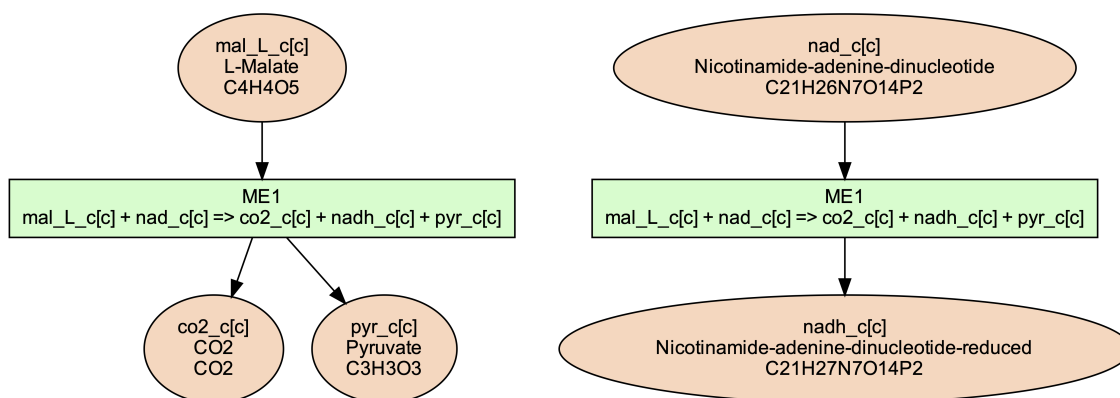 mal_L_c[c]
L-Malate
C4H4O5
nad_c[c]
Nicotinamide-adenine-dinucleotide
C21H26N7O14P2
ME1
mal_L_c[c] + nad_c[c] => co2_c[c] + nadh_c[c] + pyr_c[c]
ME1
mal_L_c[c] + nad_c[c] => co2_c[c] + nadh_c[c] + pyr_c[c]
co2_c[c]
CO2
CO2
pyr_c[c]
Pyruvate
C3H3O3
nadh_c[c]
Nicotinamide-adenine-dinucleotide-reduced
C21H27N7O14P2